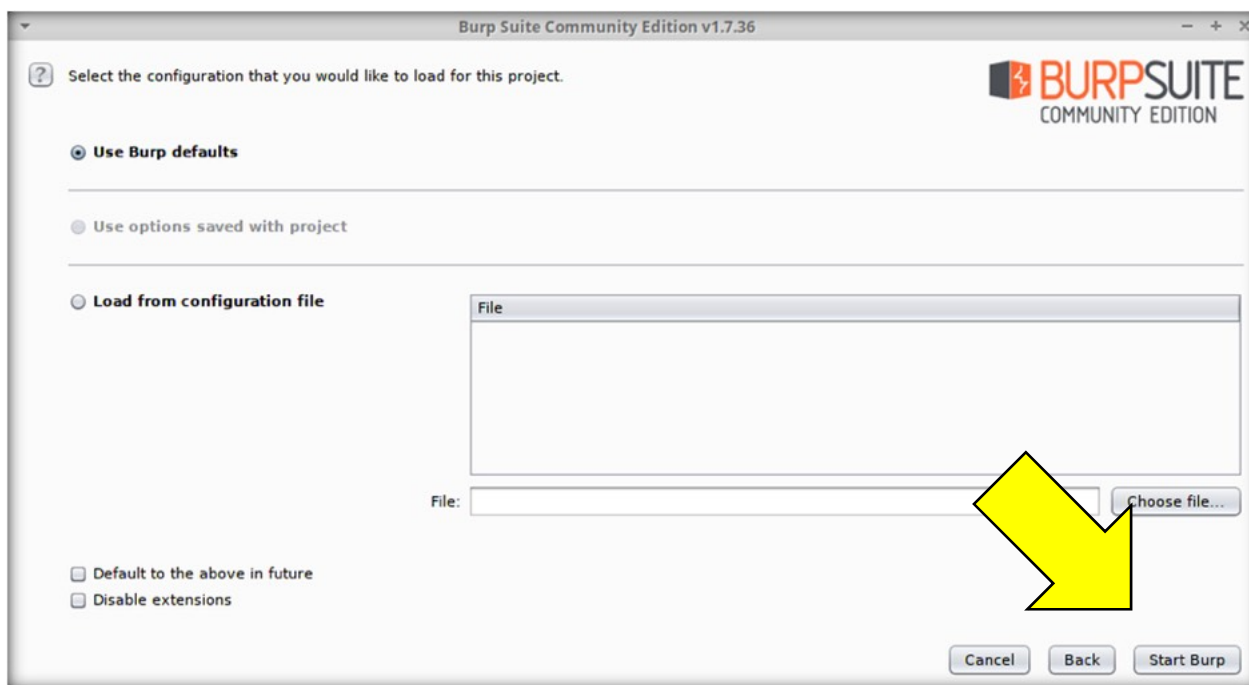 Burp Suite Community Edition v1.7.36
? Select the configuration that you would like to load for this project.
BURPSUITE
COMMUNITY EDITION
Use Burp defaults
Use options saved with project
Load from configuration file
File
File:
Choose file...
Default to the above in future
Disable extensions
Cancel Back Start Burp